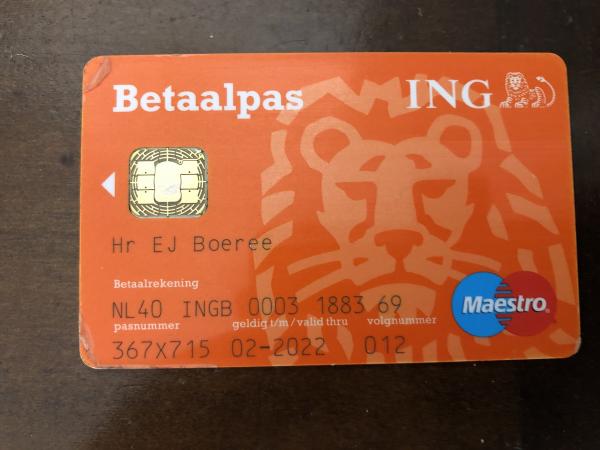 Betaalpas ING
Hr EJ Boeree
Betaalrekening
NL40 INGB 0003 1883 69
Maestro
pasnummer geldig t/m/valid thru volgnummer
367X715 02-2022 012